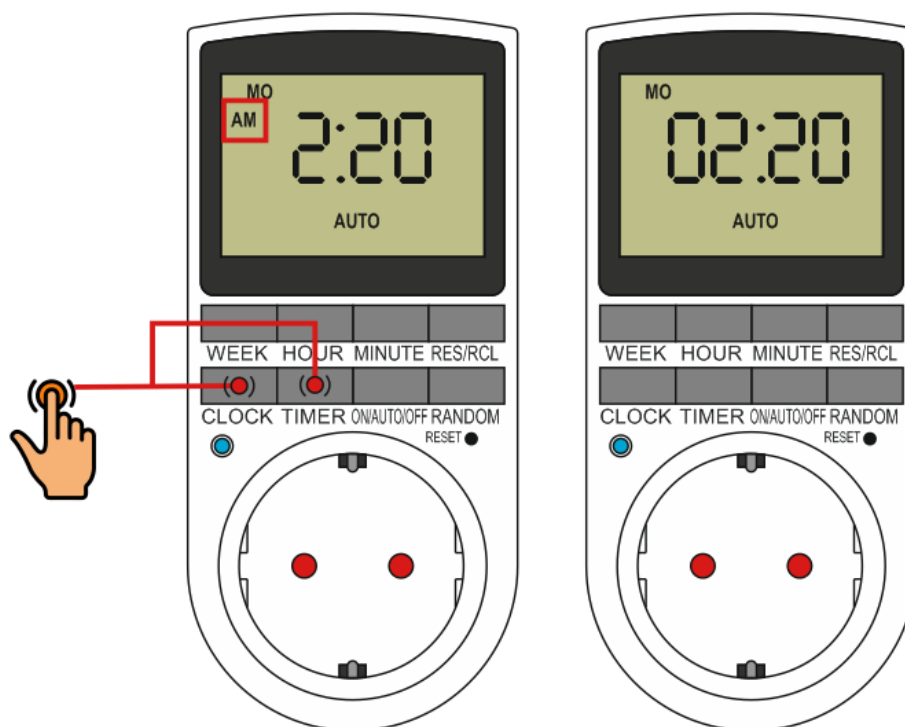 MO
AM
2:20
AUTO
WEEK HOUR MINUTE RES/RCL
CLOCK TIMER ON/AUTO/OFF RANDOM
RESET
MO
02:20
AUTO
WEEK HOUR MINUTE RES/RCL
CLOCK TIMER ON/AUTO/OFF RANDOM
RESET